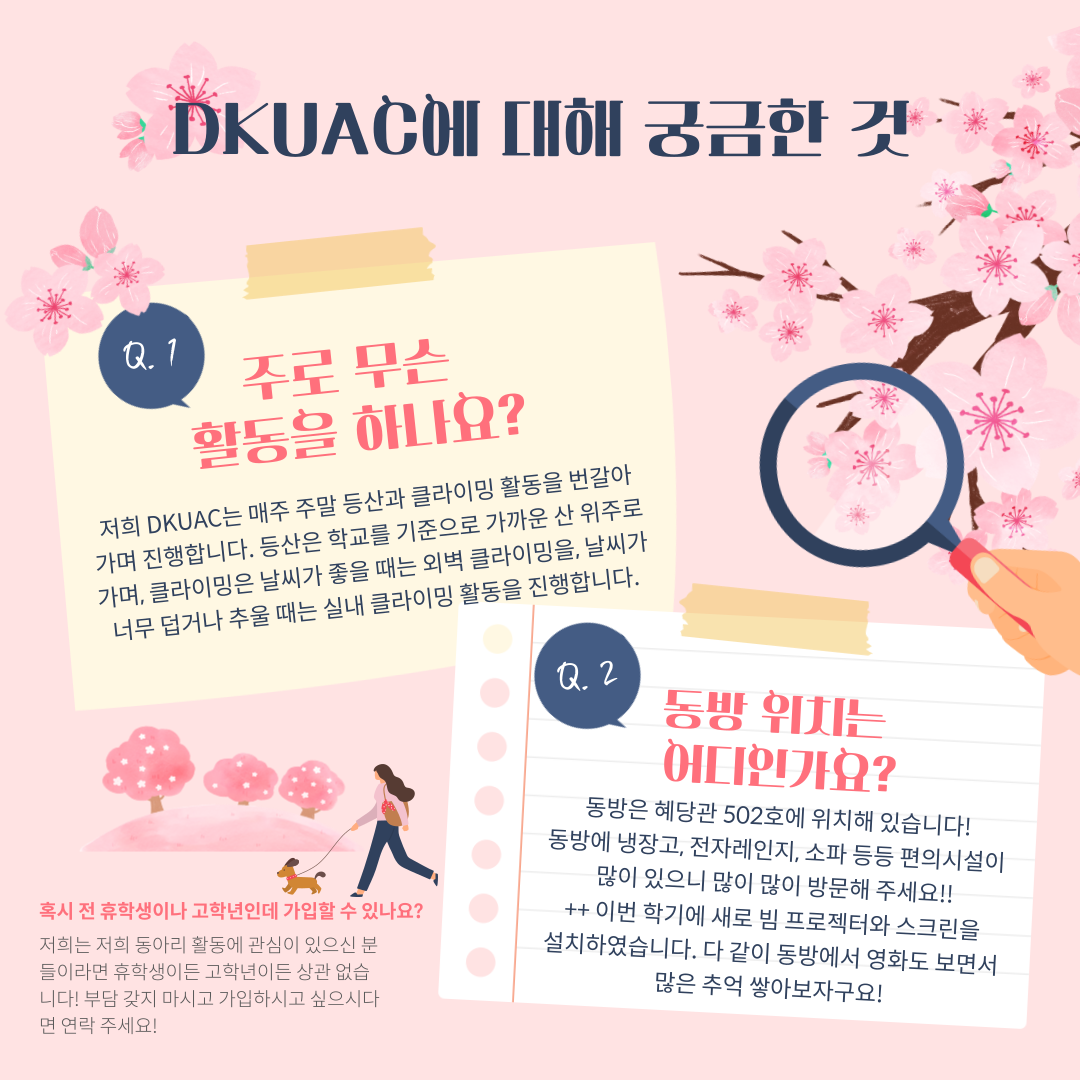 DKUAC에 대해 궁금한 것
Q. 1
주로 무슨
활동을 하나요?
저희 DKUAC는 매주 주말 등산과 클라이밍 활동을 번갈아
가며 진행합니다. 등산은 학교를 기준으로 가까운 산 위주로
가며, 클라이밍은 날씨가 좋을 때는 외벽 클라이밍을, 날씨가
너무 덥거나 추울 때는 실내 클라이밍 활동을 진행합니다.
Q. 2
동방 위치는
어디인가요?
동방은 혜당관 502호에 위치해 있습니다!
동방에 냉장고, 전자레인지, 소파 등등 편의시설이
많이 있으니 많이 많이 방문해 주세요!!
++ 이번 학기에 새로 빔 프로젝터와 스크린을
설치하였습니다. 다 같이 동방에서 영화도 보면서
많은 추억 쌓아보자구요!
혹시 전 휴학생이나 고학년인데 가입할 수 있나요?
저희는 저희 동아리 활동에 관심이 있으신 분
들이라면 휴학생이든 고학년이든 상관 없습
니다! 부담 갖지 마시고 가입하시고 싶으시다
면 연락 주세요!